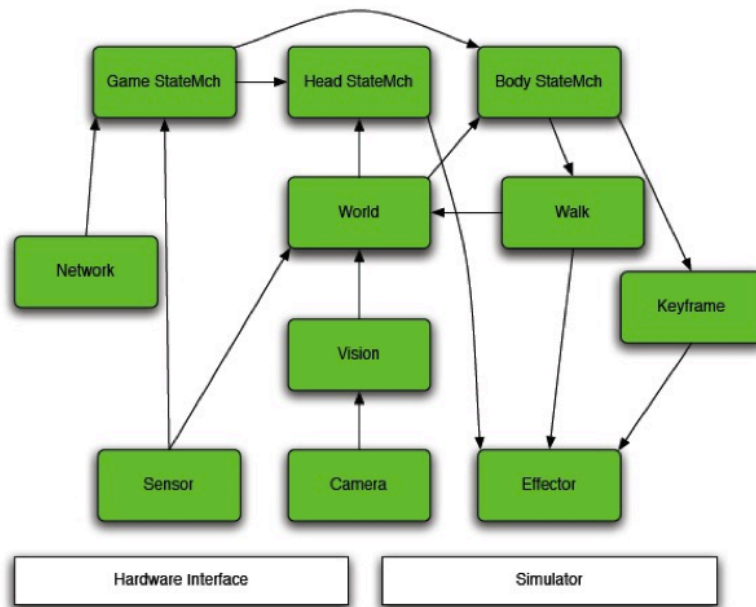 Game StateMch
Head StateMch
Body StateMch
World
Walk
Network
Keyframe
Vision
Sensor
Camera
Effector
Hardware Interface
Simulator